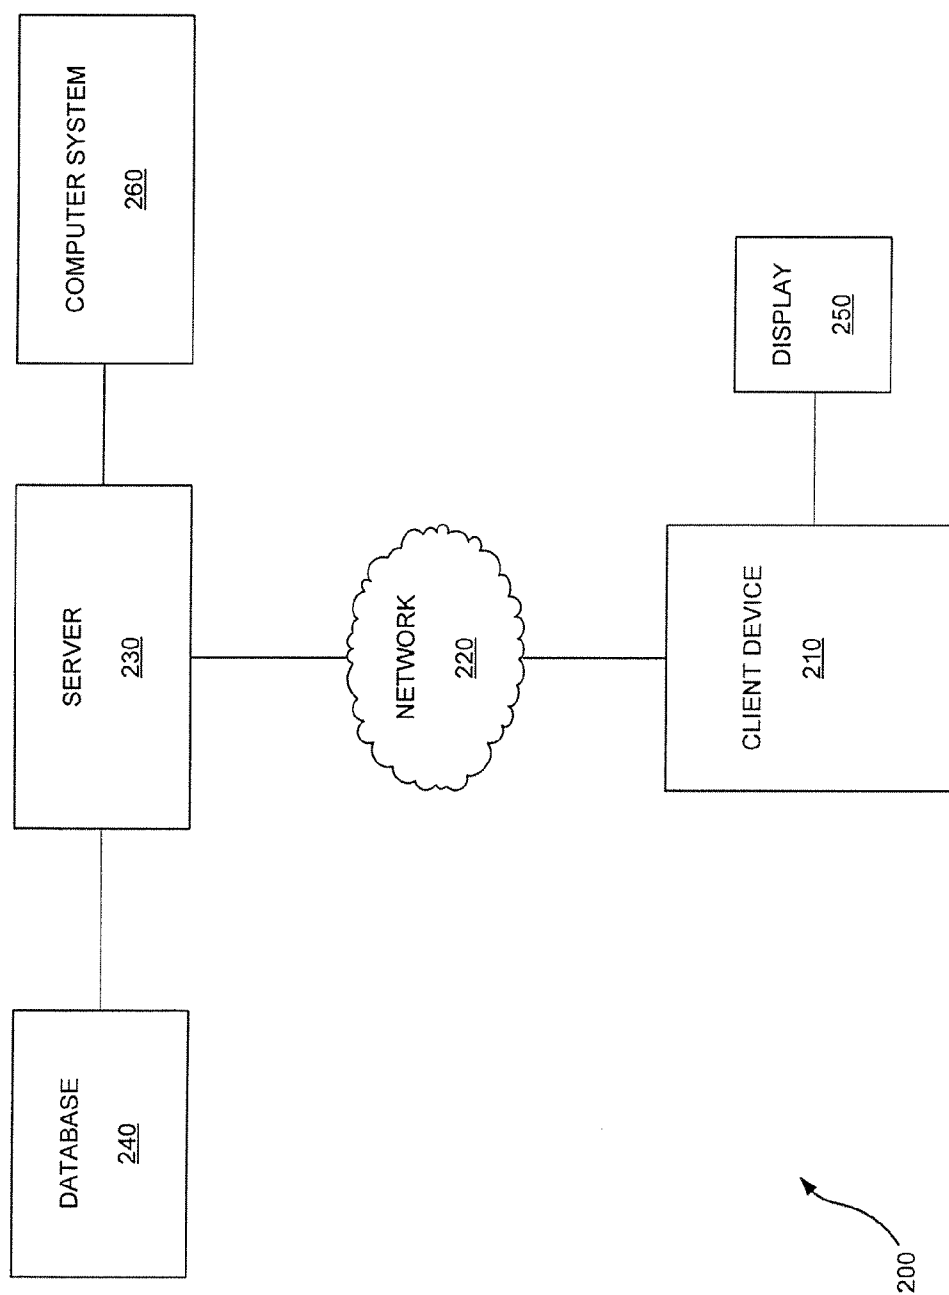 DATABASE
240
SERVER
230
COMPUTER SYSTEM
260
NETWORK
220
CLIENT DEVICE
210
DISPLAY
250
200